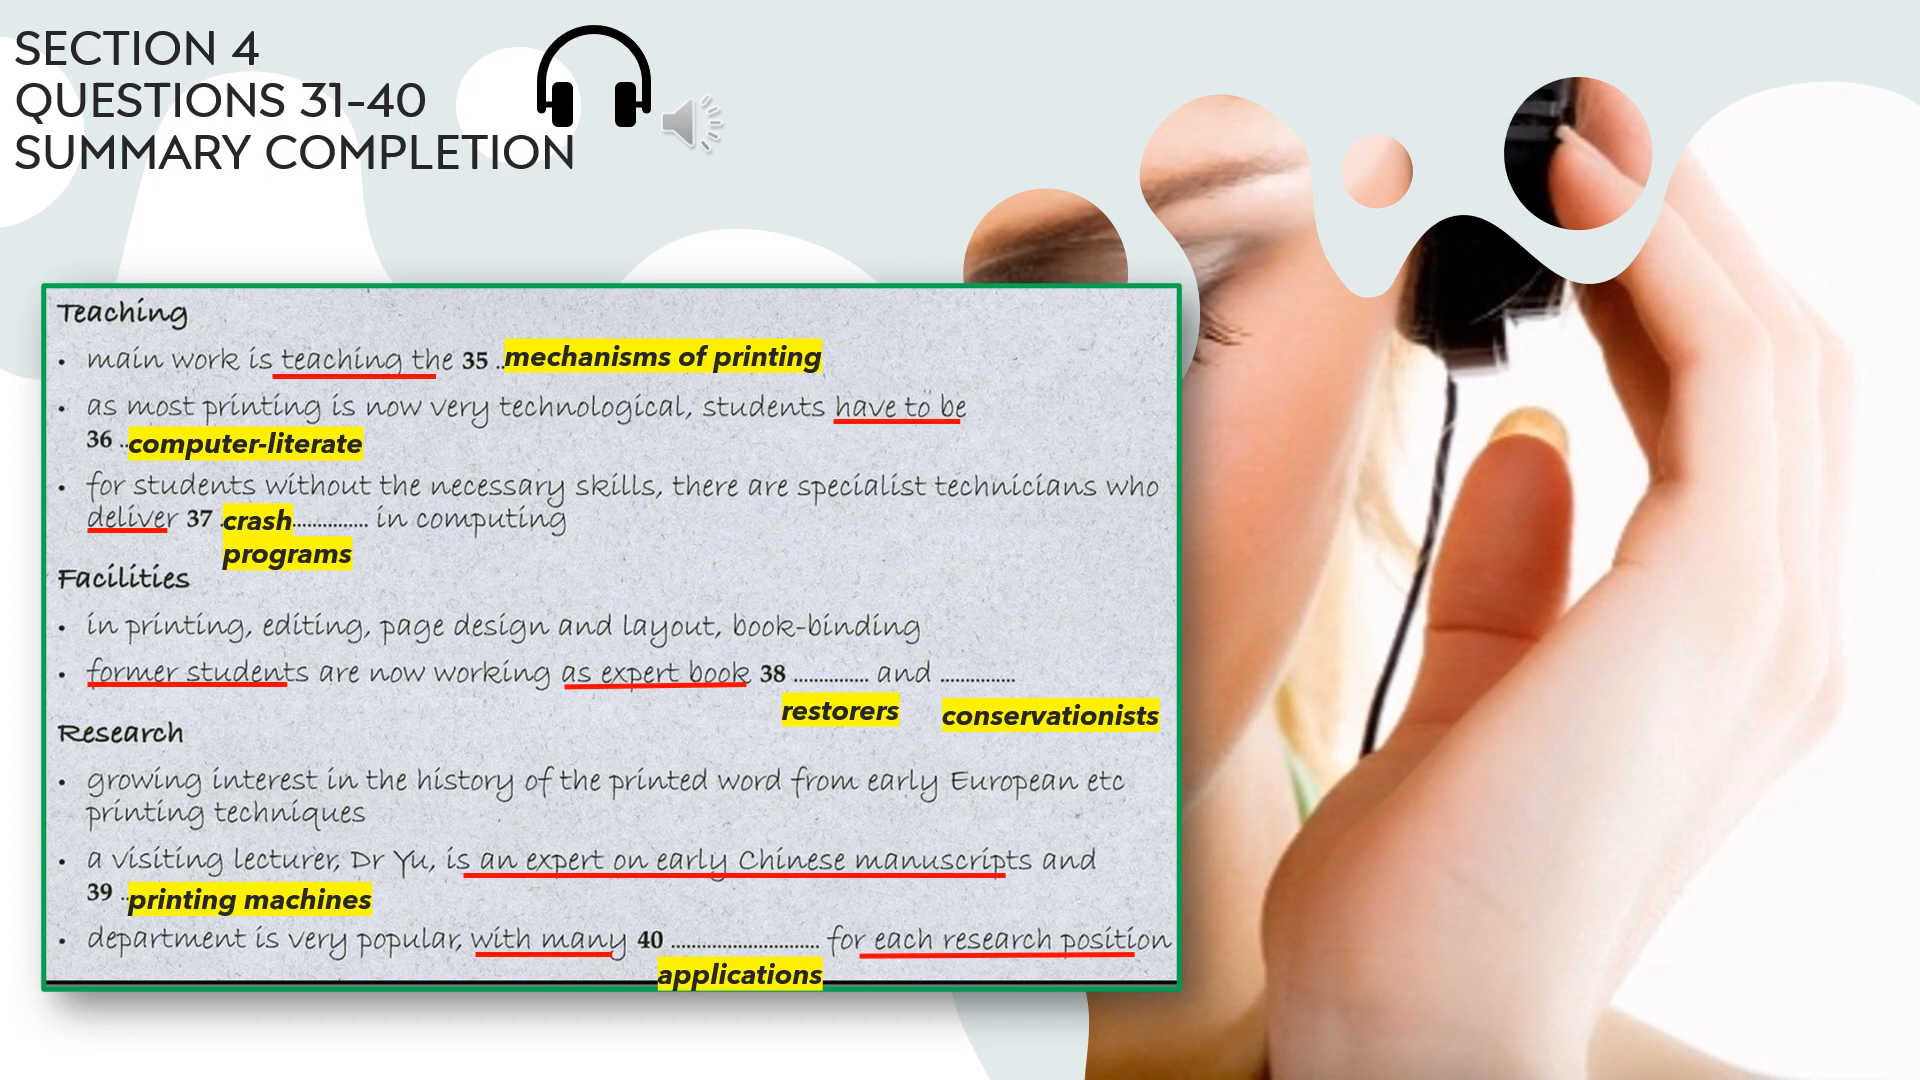 SECTION 4
QUESTIONS 31-40
SUMMARY COMPLETION
Teaching
• main work is teaching the 35 ..mechanisms of printing
• as most printing is now very technological, students have to be
36 ..computer-literate
• for students without the necessary skills, there are specialist technicians who
deliver 37 .crash............... in computing
programs
Facilities
• in printing, editing, page design and layout, book-binding
• former students are now working as expert book 38 ............... and ...............
restorers conservationists
Research
• growing interest in the history of the printed word from early European etc
printing techniques
• a visiting lecturer, Dr Yu, is an expert on early Chinese manuscripts and
39 ..printing machines
• department is very popular, with many 40 .............................. for each research position
applications